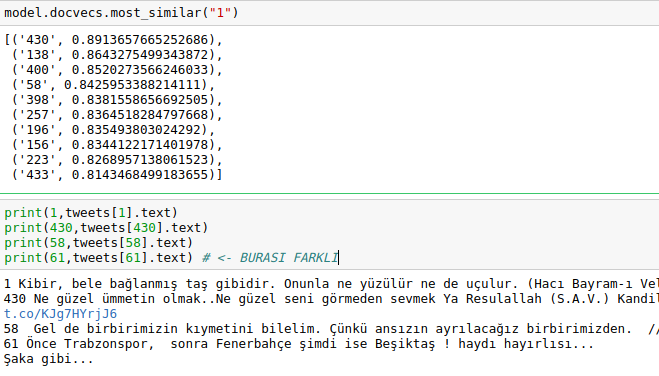 model.docvecs.most_similar("1")
[('430', 0.8913657665252686),
('138', 0.8643275499343872),
('400', 0.8520273566246033),
('58', 0.8425953388214111),
('398', 0.8381558656692505),
('257', 0.8364518284797668),
('196', 0.835493803024292),
('156', 0.8344122171401978),
('223', 0.8268957138061523),
('433', 0.8143468499183655)]
print(1,tweets[1].text)
print(430,tweets[430].text)
print(58,tweets[58].text)
print(61,tweets[61].text) # <- BURASI FARKLI
1 Kibir, bele bağlanmış taş gibidir. Onunla ne yüzülür ne de uçulur. (Hacı Bayram-ı Vel
430 Ne güzel ümmetin olmak..Ne güzel seni görmeden sevmek Ya Resulallah (S.A.V.) Kandil
t.co/KJg7HYrjJ6
58  Gel de birbirimizin kıymetini bilelim. Çünkü ansızın ayrılacağız birbirimizden.  //
61 Önce Trabzonspor,  sonra Fenerbahçe şimdi ise Beşiktaş ! haydı hayırlısı...
Şaka gibi...